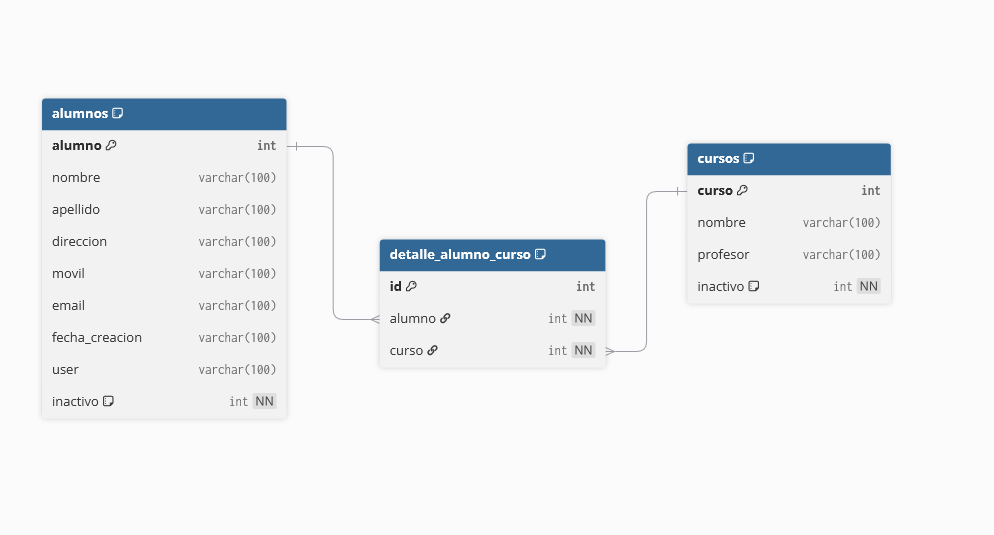 alumnos
alumno int
nombre varchar(100)
apellido varchar(100)
direccion varchar(100)
movil varchar(100)
email varchar(100)
fecha_creacion varchar(100)
user varchar(100)
inactivo int NN
detalle_alumno_curso
id int
alumno int NN
curso int NN
cursos
curso int
nombre varchar(100)
profesor varchar(100)
inactivo int NN